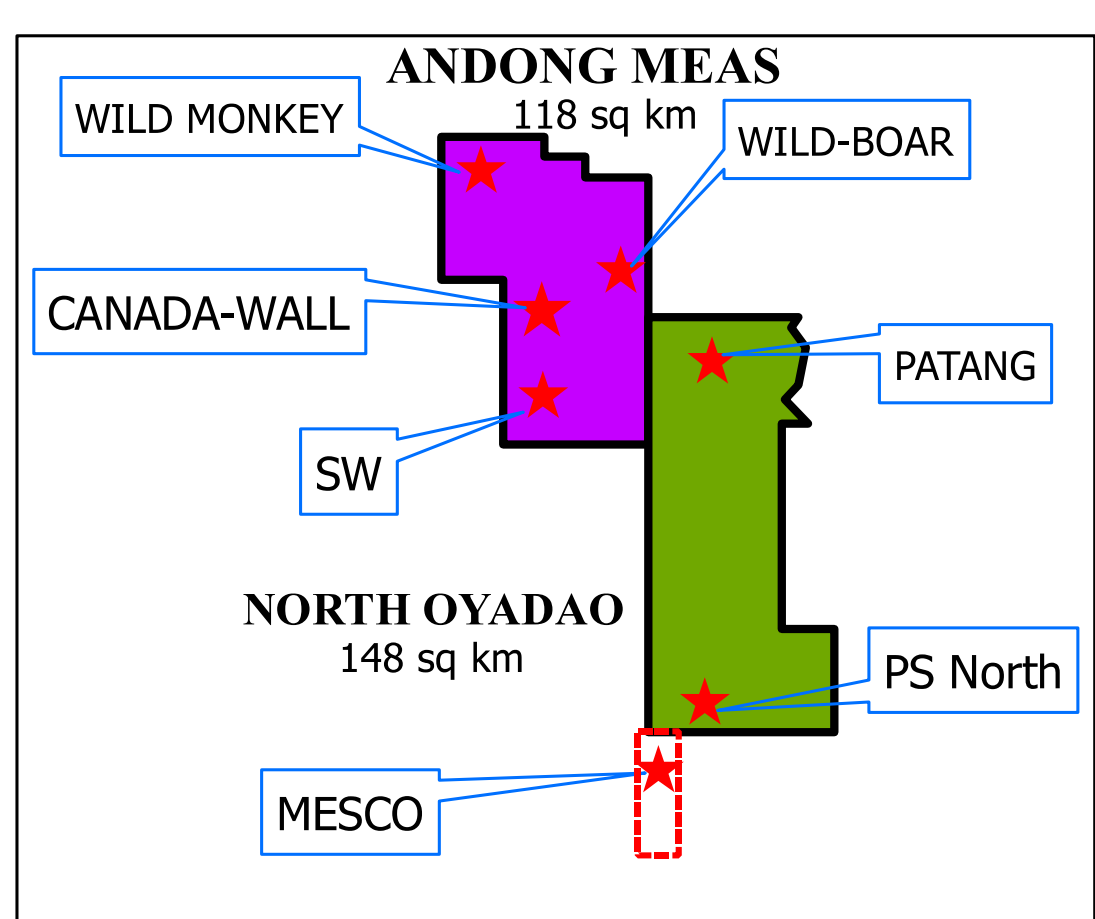 ANDONG MEAS
118 sq km
WILD MONKEY
WILD-BOAR
CANADA-WALL
PATANG
SW
NORTH OYADAO
148 sq km
PS North
MESCO